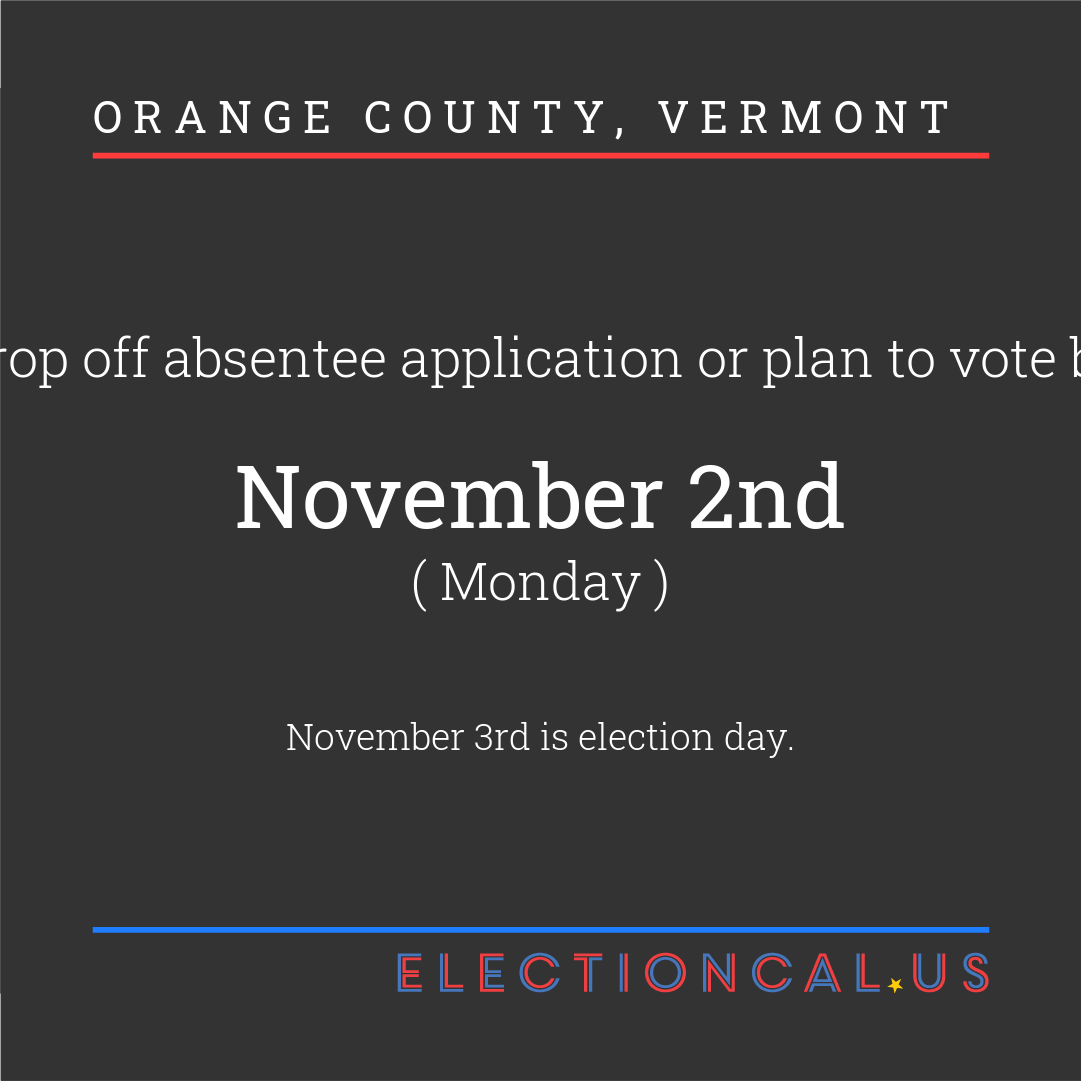 ORANGE COUNTY, VERMONT
rop off absentee application or plan to vote b
November 2nd
( Monday )
November 3rd is election day.
ELECTIONCAL.US